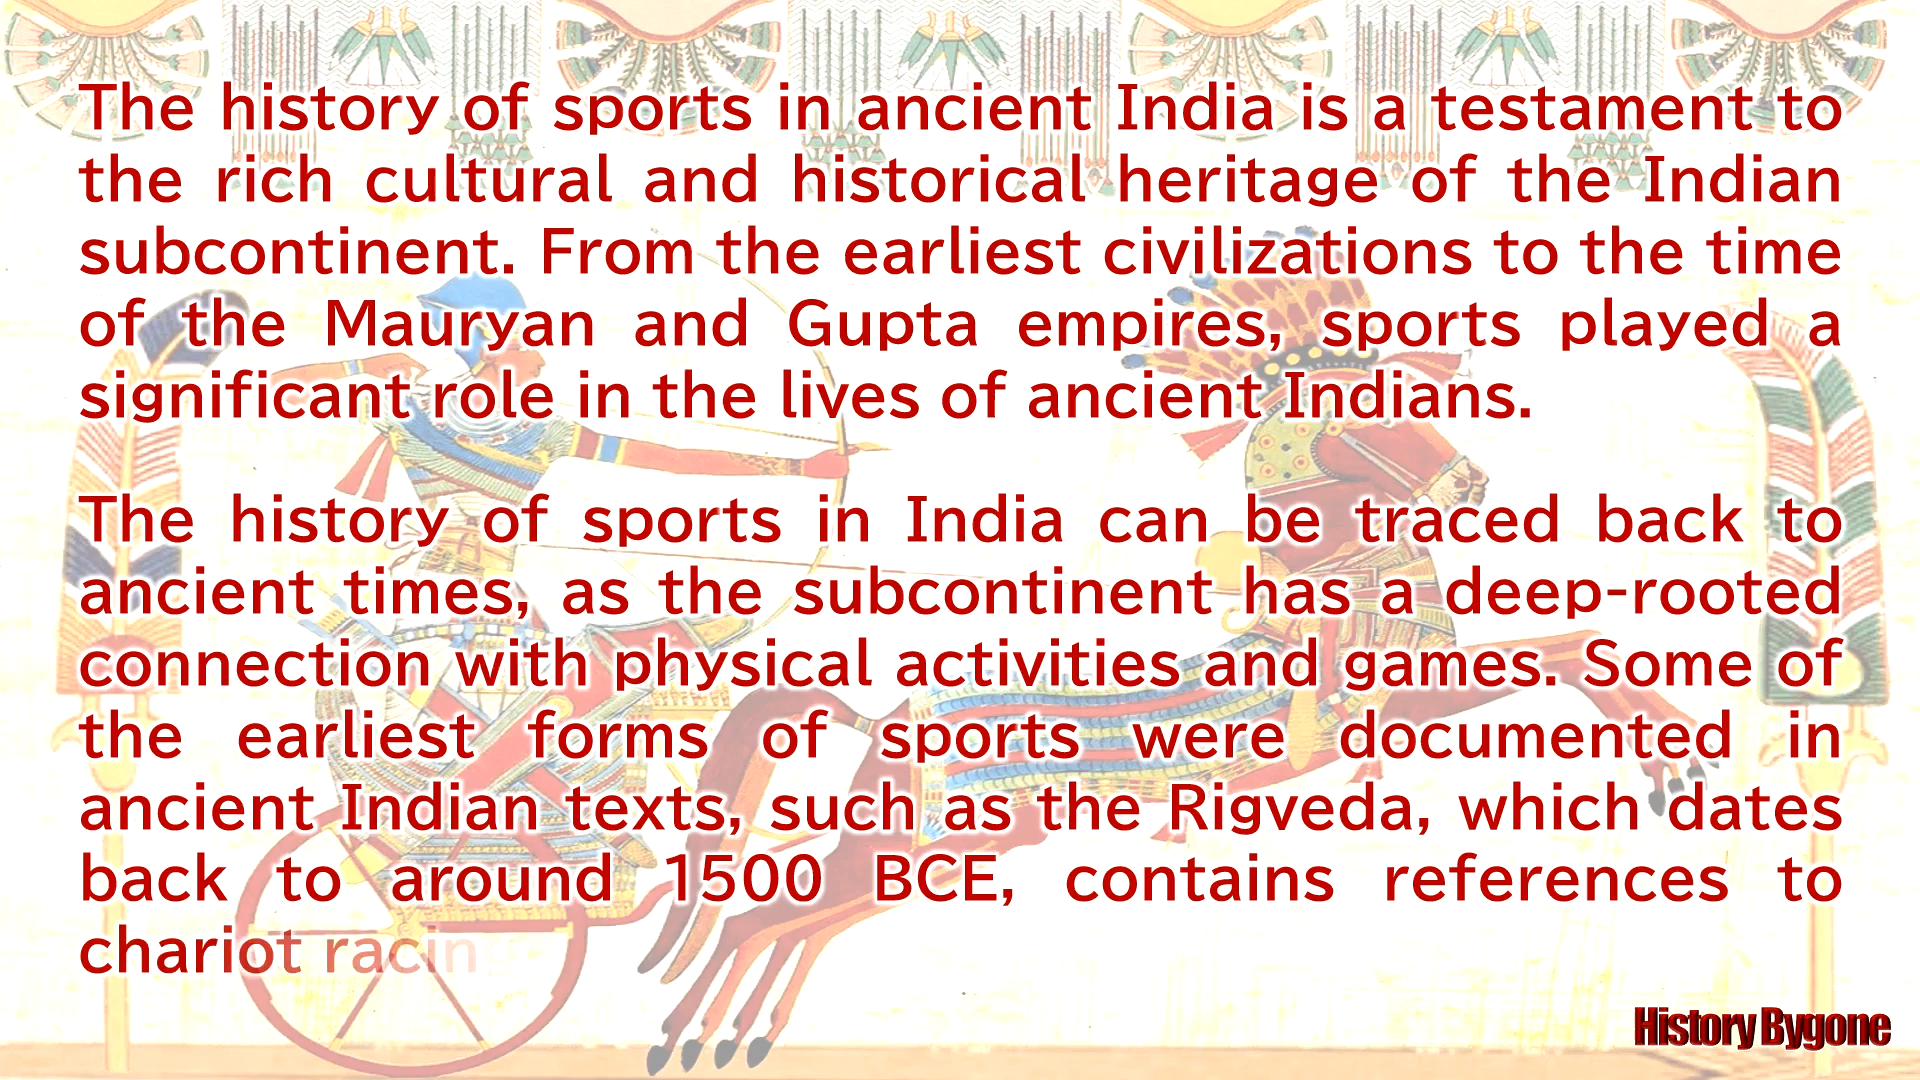 The history of sports in ancient India is a testament to
the rich cultural and historical heritage of the Indian
subcontinent. From the earliest civilizations to the time
of the Mauryan and Gupta empires, sports played a
significant role in the lives of ancient Indians.
The history of sports in India can be traced back to
ancient times, as the subcontinent has a deep-rooted
connection with physical activities and games. Some of
the earliest forms of sports were documented in
ancient Indian texts, such as the Rigveda, which dates
back to around 1500 BCE, contains references to
chariot racin
History Bygone